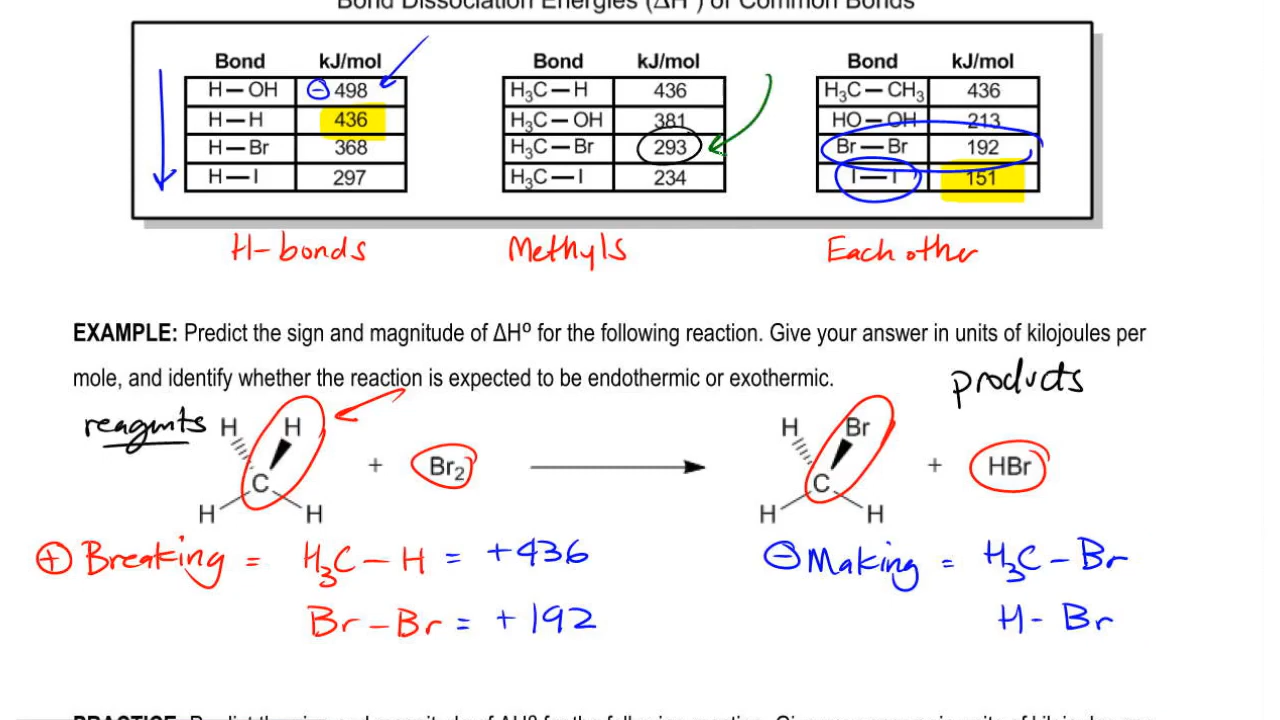 Bond Dissociation Energies (ΔH°) of Common Bonds
Bond kJ/mol Bond kJ/mol Bond kJ/mol
H—OH ⊖ 498 H₃C—H 436 H₃C—CH₃ 436
H—H 436 H₃C—OH 381 HO—OH 213
H—Br 368 H₃C—Br 293 Br—Br 192
H—I 297 H₃C—I 234 I—I 151
H-bonds Methyls Each other
EXAMPLE: Predict the sign and magnitude of ΔHº for the following reaction. Give your answer in units of kilojoules per
mole, and identify whether the reaction is expected to be endothermic or exothermic.
reagents products
H H H Br
+ Br₂ + HBr
C C
H H H H
⊕ Breaking = H₃C – H = +436 ⊖ Making = H₃C – Br
Br – Br = +192 H - Br